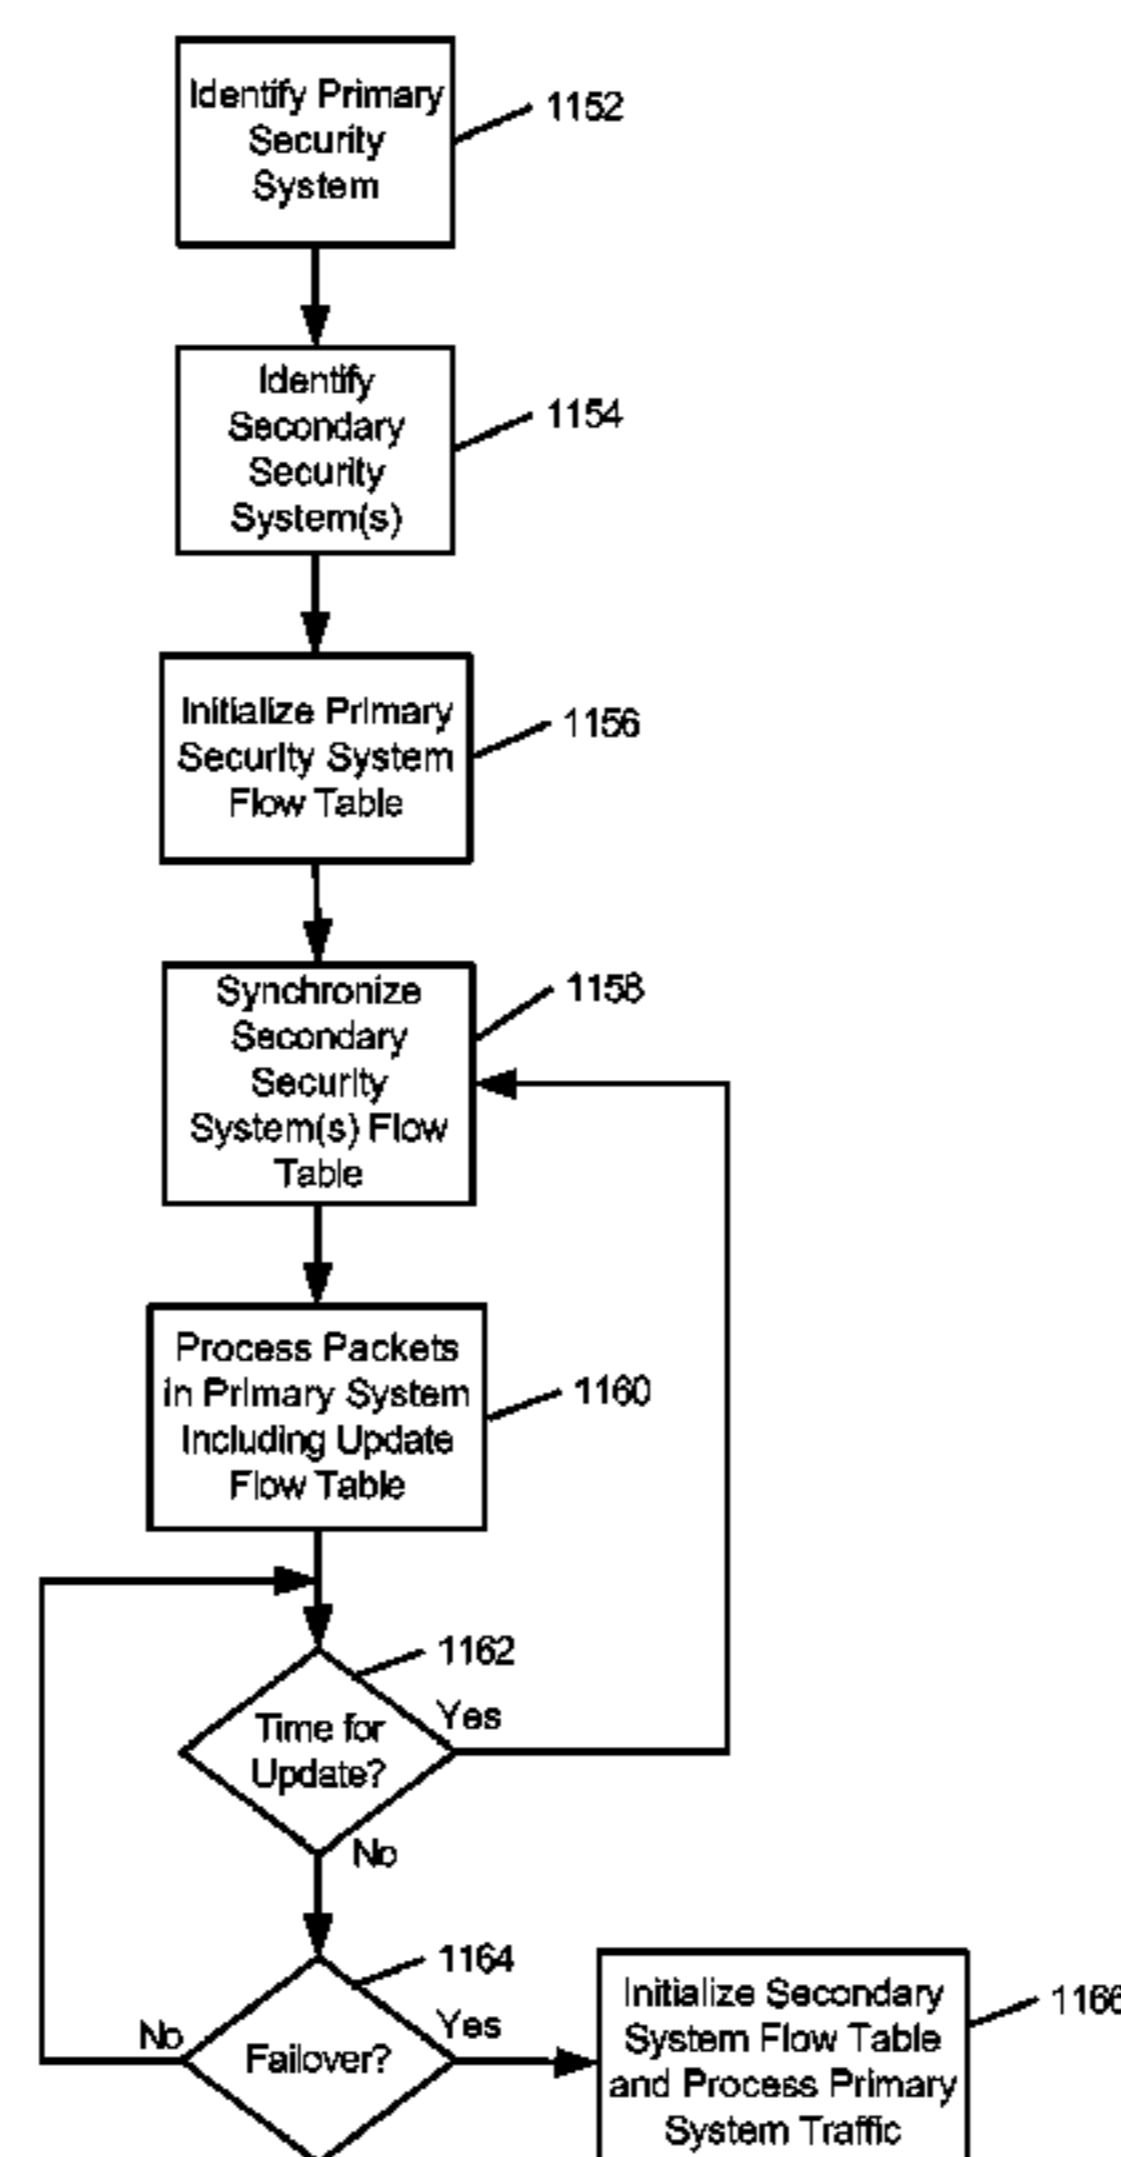 Identify Primary
Security
System
1152
Identify
Secondary
Security
System(s)
1154
Initialize Primary
Security System
Flow Table
1156
Synchronize
Secondary
Security
System(s) Flow
Table
1158
Process Packets
in Primary System
Including Update
Flow Table
1160
1162
Time for
Update?
Yes
No
1164
Failover?
No
Yes
Initialize Secondary
System Flow Table
and Process Primary
System Traffic
1166